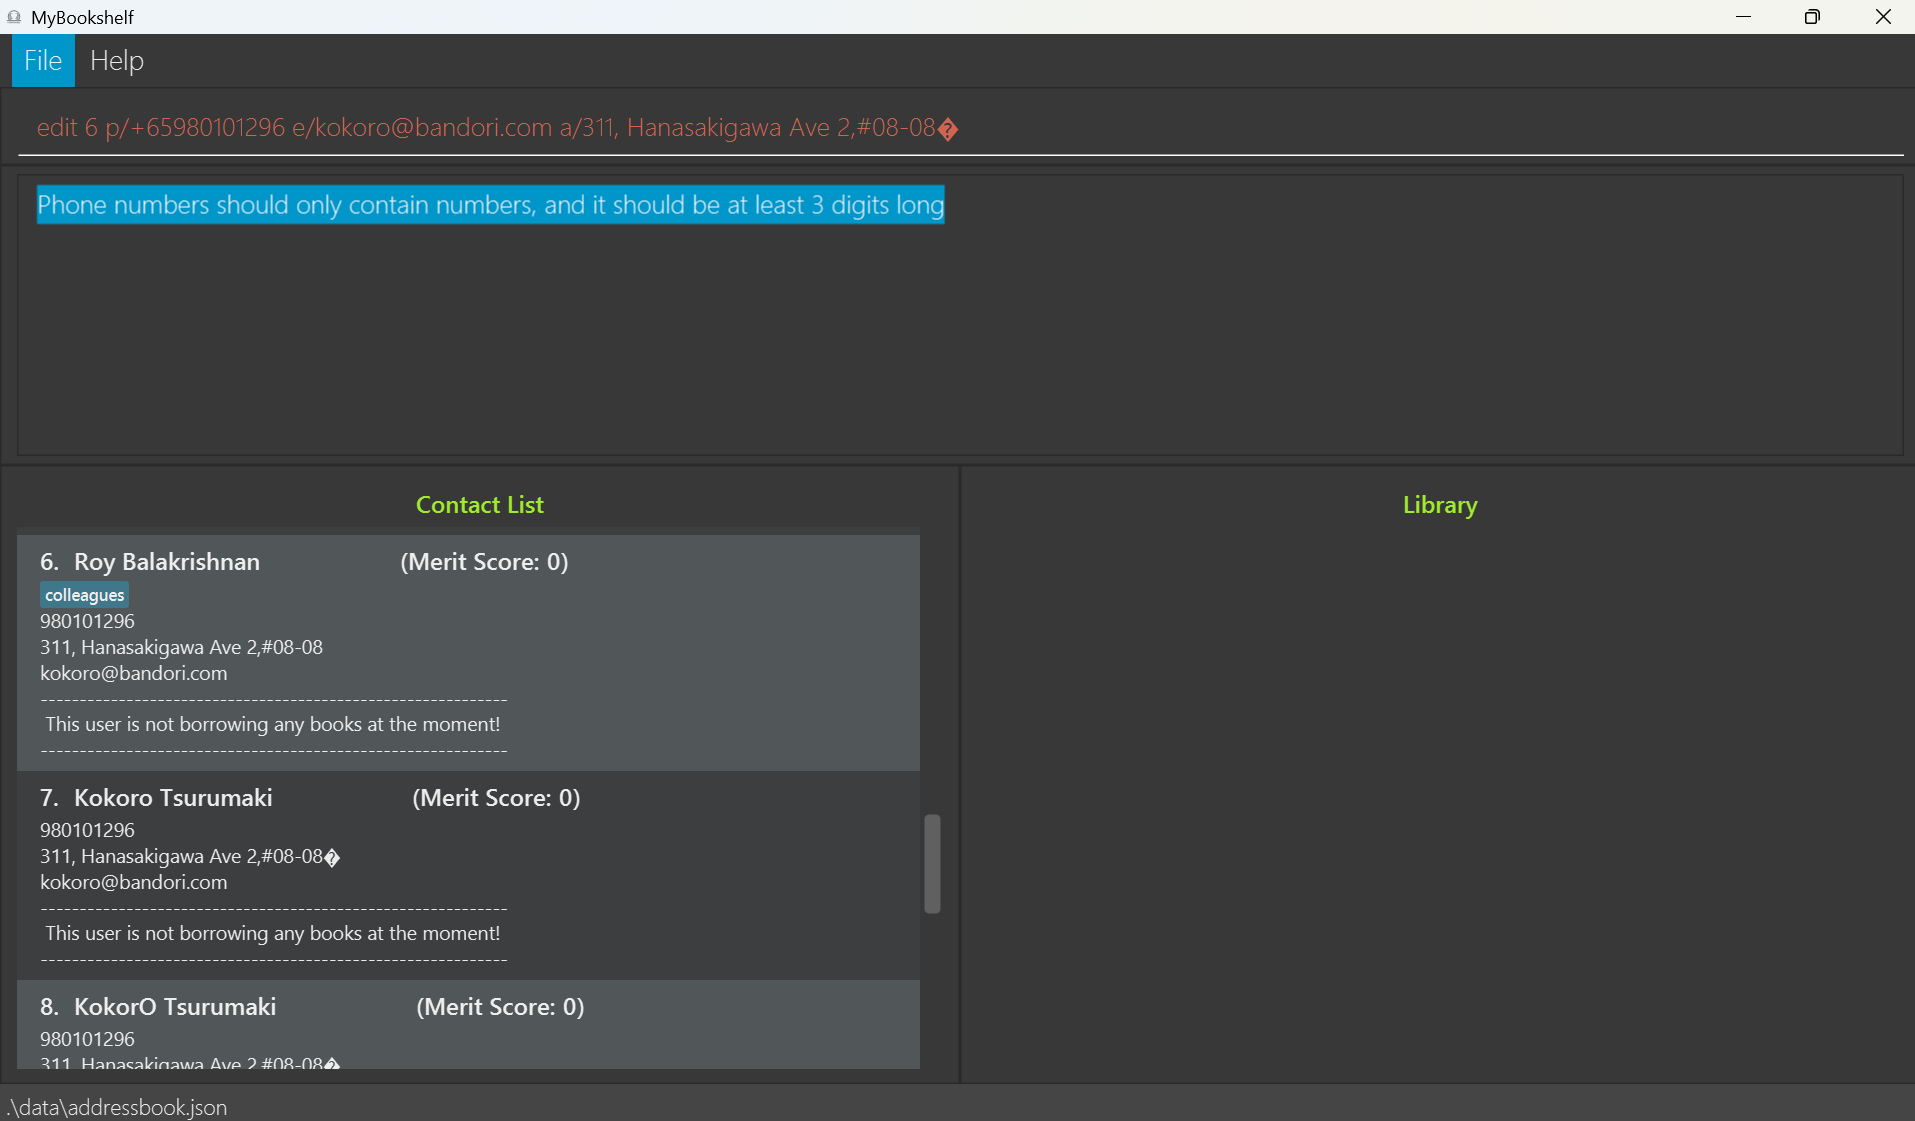 MyBookshelf
File Help
edit 6 p/+65980101296 e/kokoro@bandori.com a/311, Hanasakigawa Ave 2,#08-08�
Phone numbers should only contain numbers, and it should be at least 3 digits long
Contact List
6. Roy Balakrishnan (Merit Score: 0)
colleagues
980101296
311, Hanasakigawa Ave 2,#08-08
kokoro@bandori.com
------------------------------------------------------------
This user is not borrowing any books at the moment!
------------------------------------------------------------
7. Kokoro Tsurumaki (Merit Score: 0)
980101296
311, Hanasakigawa Ave 2,#08-08�
kokoro@bandori.com
------------------------------------------------------------
This user is not borrowing any books at the moment!
------------------------------------------------------------
8. KokorO Tsurumaki (Merit Score: 0)
980101296
311, Hanasakigawa Ave 2,#08-08�
Library
.\data\addressbook.json